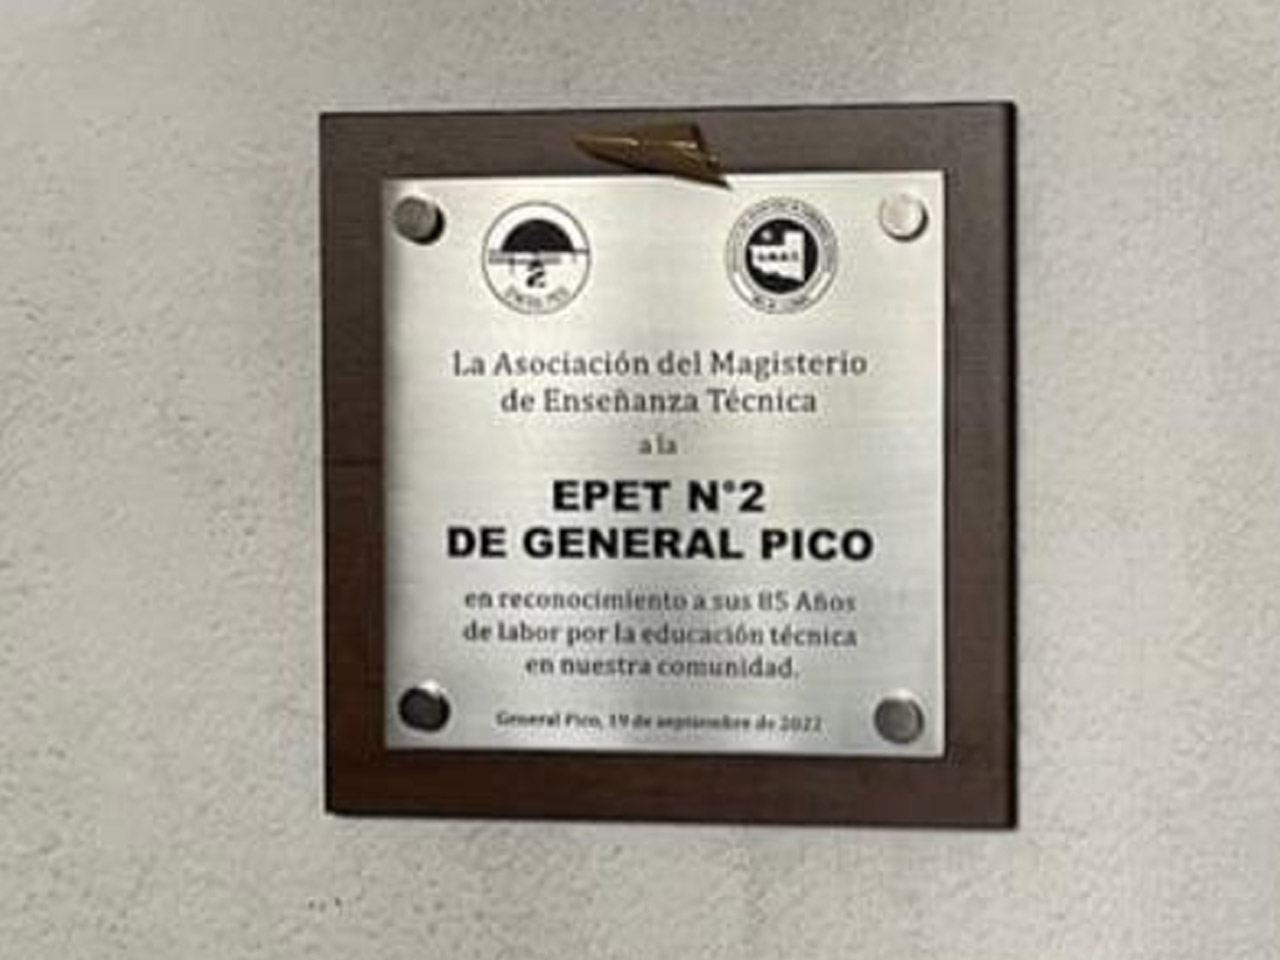 2
La Asociación del Magisterio
de Enseñanza Técnica
a la
EPET N°2
DE GENERAL PICO
en reconocimiento a sus 85 Años
de labor por la educación técnica
en nuestra comunidad.
General Pico, 19 de septiembre de 2022